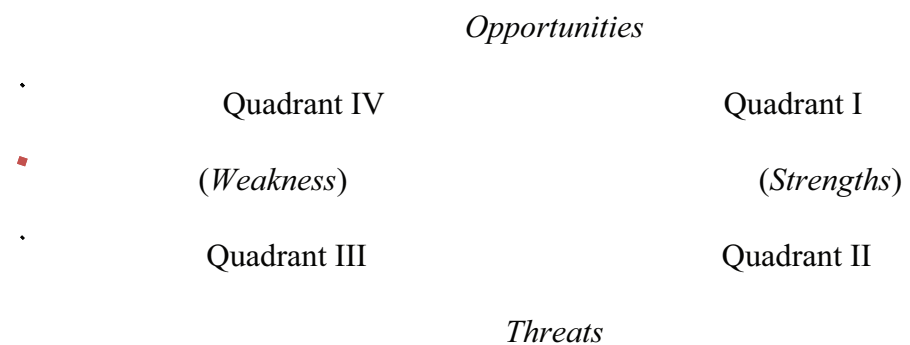 Opportunities
Quadrant IV Quadrant I
(Weakness) (Strengths)
Quadrant III Quadrant II
Threats